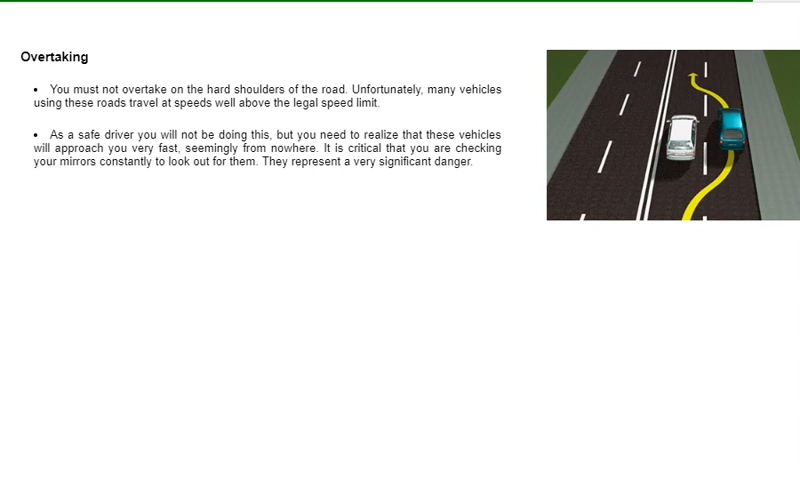 Overtaking
• You must not overtake on the hard shoulders of the road. Unfortunately, many vehicles
using these roads travel at speeds well above the legal speed limit.
• As a safe driver you will not be doing this, but you need to realize that these vehicles
will approach you very fast, seemingly from nowhere. It is critical that you are checking
your mirrors constantly to look out for them. They represent a very significant danger.